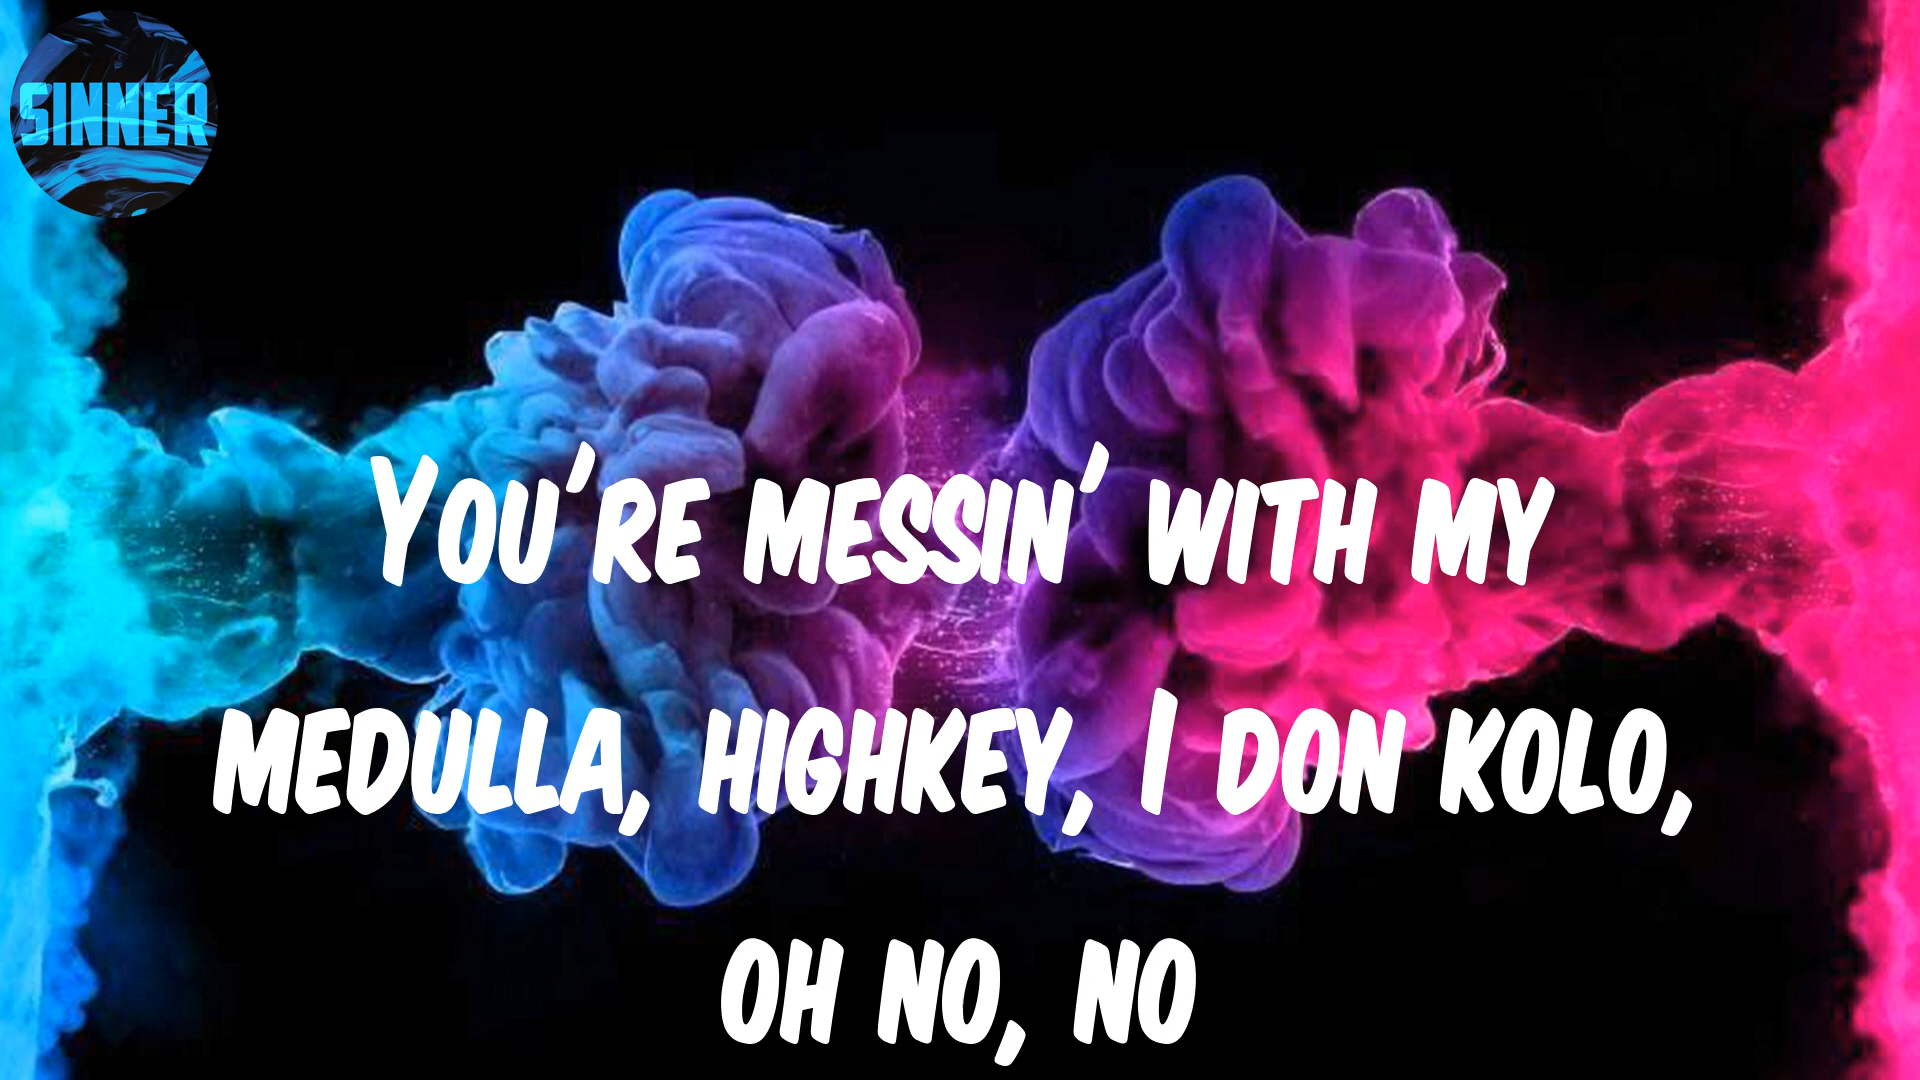 SINNER
You're messin' with my
medulla, highkey, I don kolo,
oh no, no